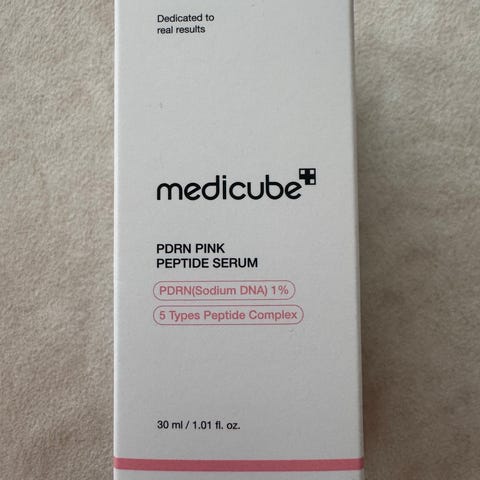 Dedicated to
real results
medicube
PDRN PINK
PEPTIDE SERUM
PDRN(Sodium DNA) 1%
5 Types Peptide Complex
30 ml / 1.01 fl. oz.